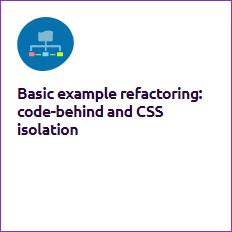 Basic example refactoring:
code-behind and CSS
isolation